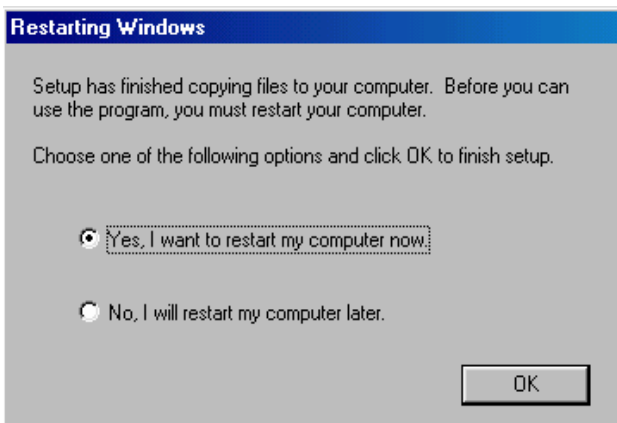 Restarting Windows
Setup has finished copying files to your computer.  Before you can
use the program, you must restart your computer.
Choose one of the following options and click OK to finish setup.
Yes, I want to restart my computer now.
No, I will restart my computer later.
OK